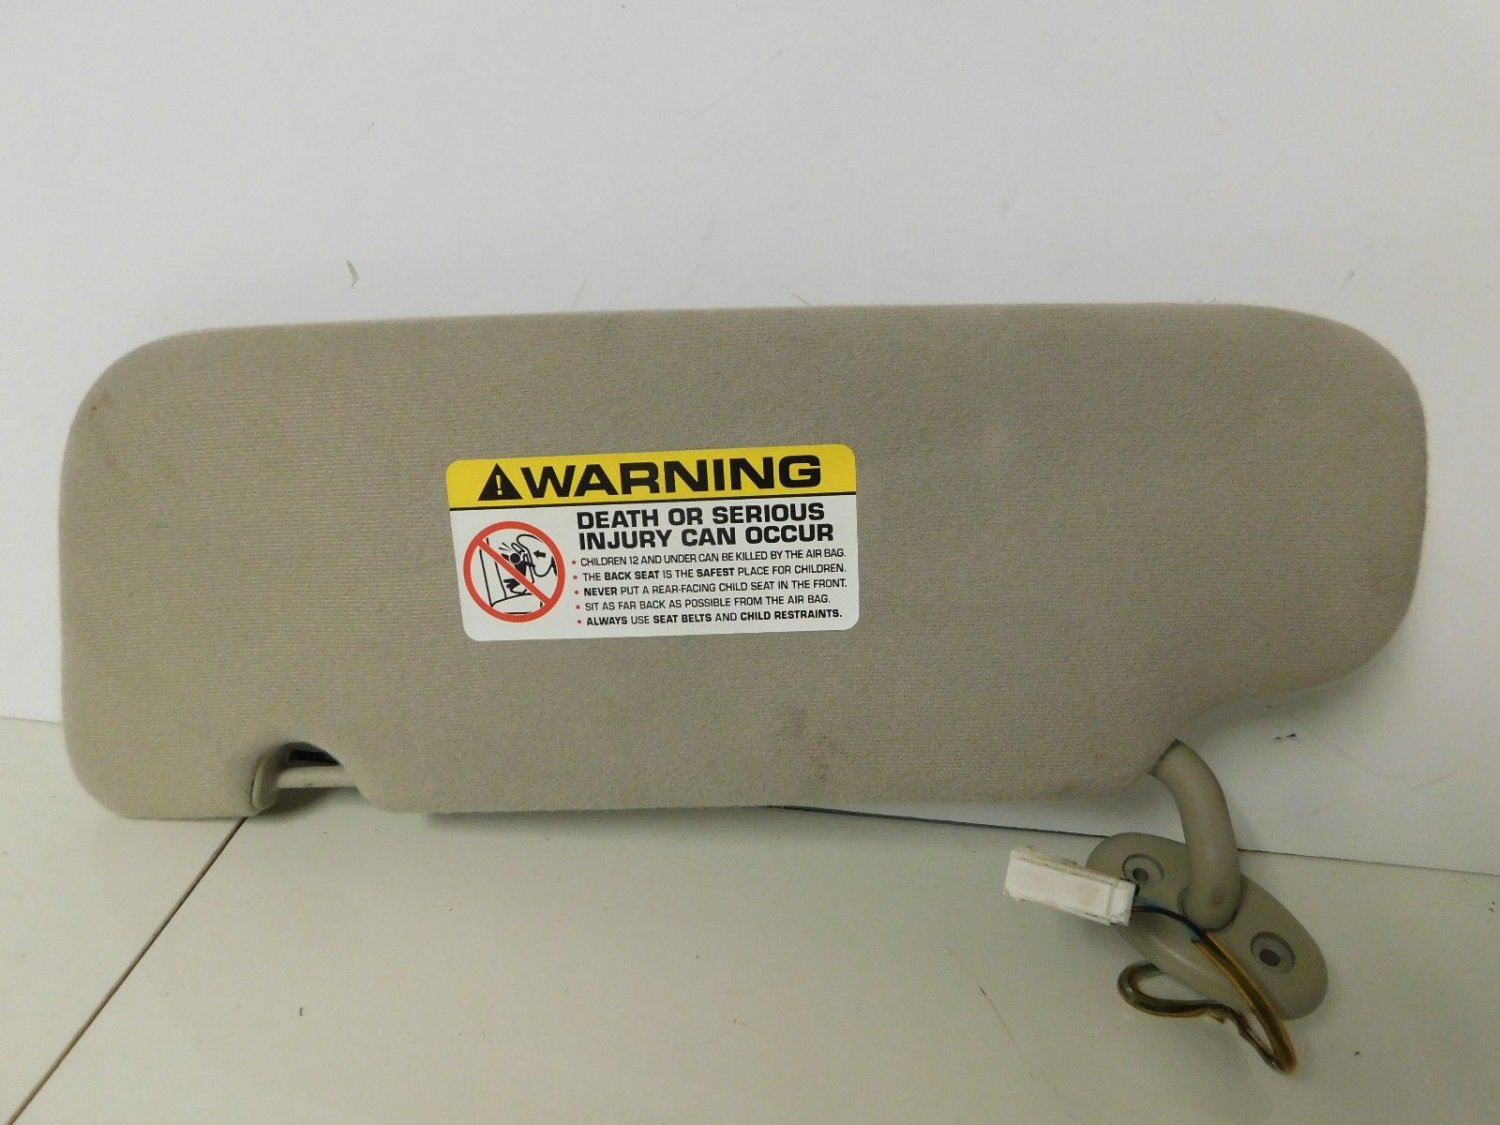 WARNING
DEATH OR SERIOUS
INJURY CAN OCCUR
• CHILDREN 12 AND UNDER CAN BE KILLED BY THE AIR BAG.
• THE BACK SEAT IS THE SAFEST PLACE FOR CHILDREN.
• NEVER PUT A REAR-FACING CHILD SEAT IN THE FRONT.
• SIT AS FAR BACK AS POSSIBLE FROM THE AIR BAG.
• ALWAYS USE SEAT BELTS AND CHILD RESTRAINTS.